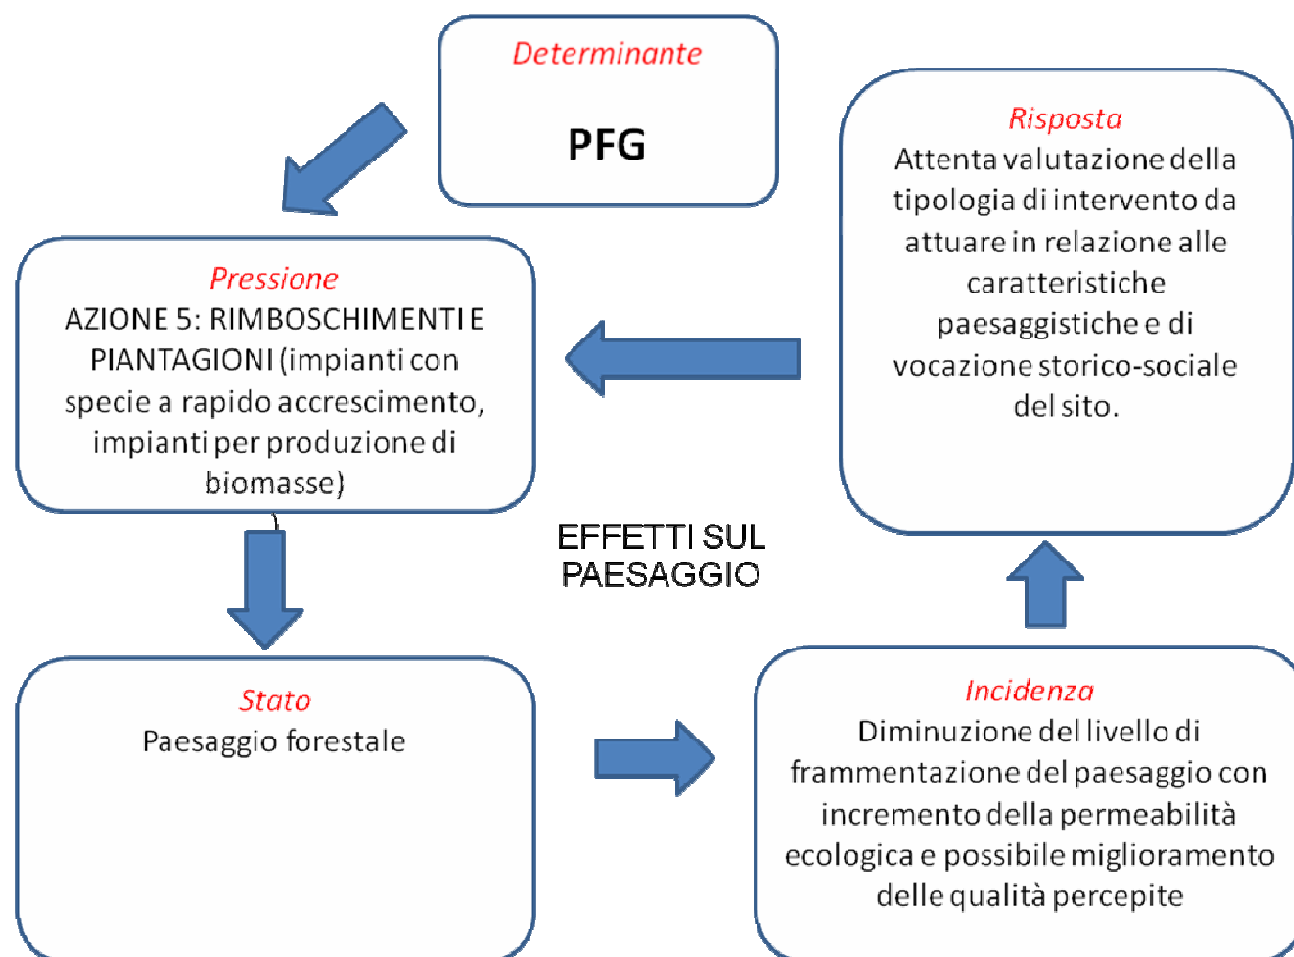 Determinante
PFG
Pressione
AZIONE 5: RIMBOSCHIMENTI E
PIANTAGIONI (impianti con
specie a rapido accrescimento,
impianti per produzione di
biomasse)
Stato
Paesaggio forestale
EFFETTI SUL
PAESAGGIO
Incidenza
Diminuzione del livello di
frammentazione del paesaggio con
incremento della permeabilità
ecologica e possibile miglioramento
delle qualità percepite
Risposta
Attenta valutazione della
tipologia di intervento da
attuare in relazione alle
caratteristiche
paesaggistiche e di
vocazione storico-sociale
del sito.